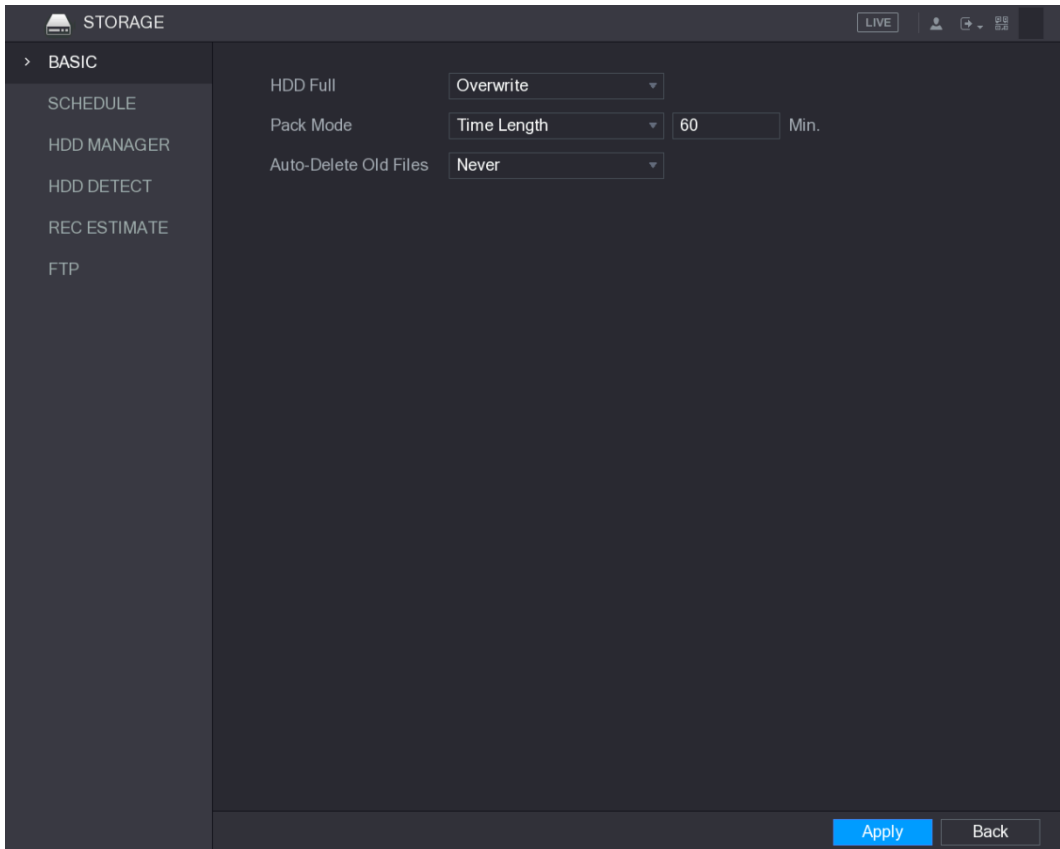 STORAGE
LIVE
BASIC
SCHEDULE
HDD MANAGER
HDD DETECT
REC ESTIMATE
FTP
HDD Full Overwrite
Pack Mode Time Length 60 Min.
Auto-Delete Old Files Never
Apply Back